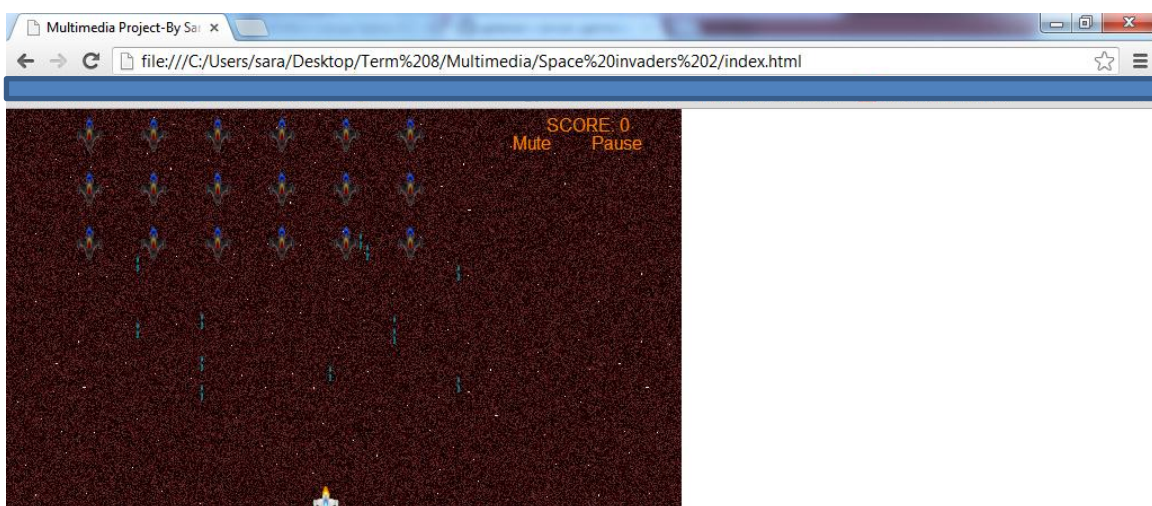 Multimedia Project-By Sar
file:///C:/Users/sara/Desktop/Term%208/Multimedia/Space%20invaders%202/index.html
SCORE: 0
Mute Pause